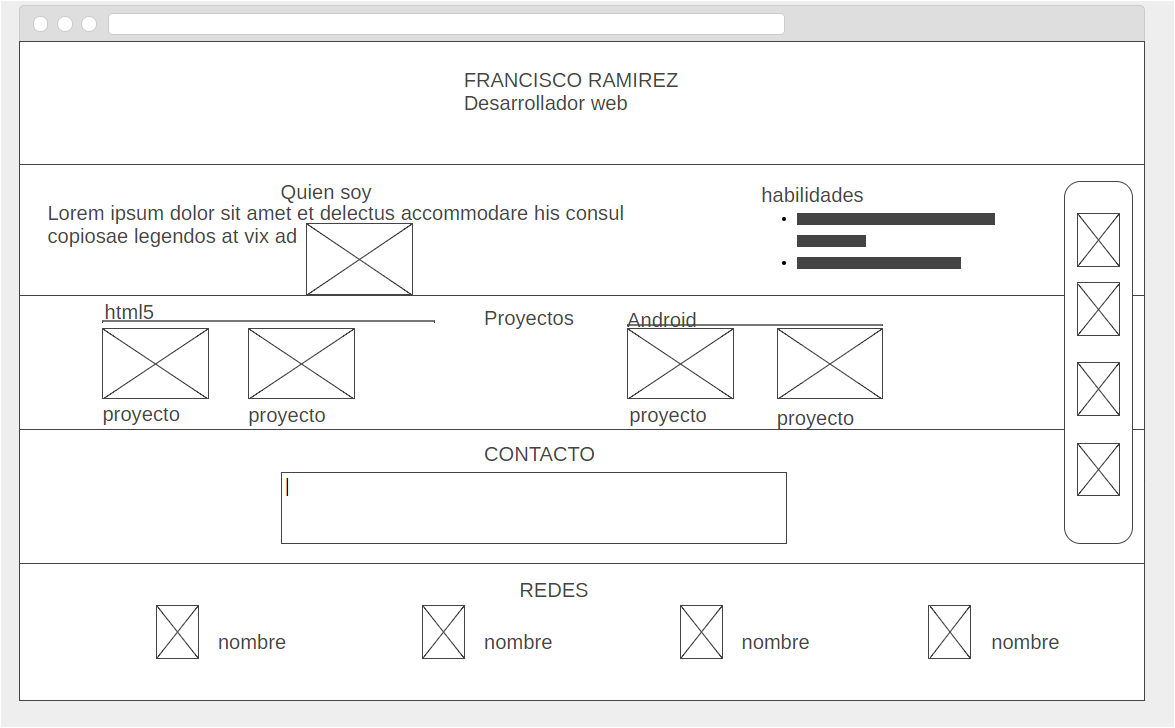 FRANCISCO RAMIREZ
Desarrollador web
Quien soy
Lorem ipsum dolor sit amet et delectus accommodare his consul
copiosae legendos at vix ad
habilidades
html5
Proyectos
Android
proyecto
proyecto
proyecto
proyecto
CONTACTO
REDES
nombre
nombre
nombre
nombre